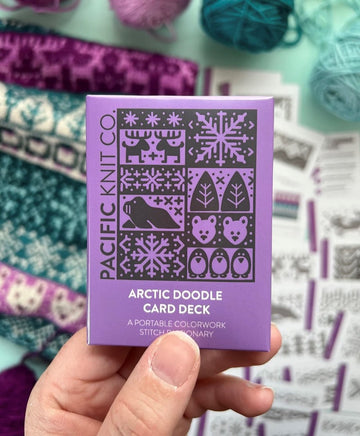 PACIFIC KNIT CO.
ARCTIC DOODLE
CARD DECK
A PORTABLE COLORWORK
STITCH DICTIONARY